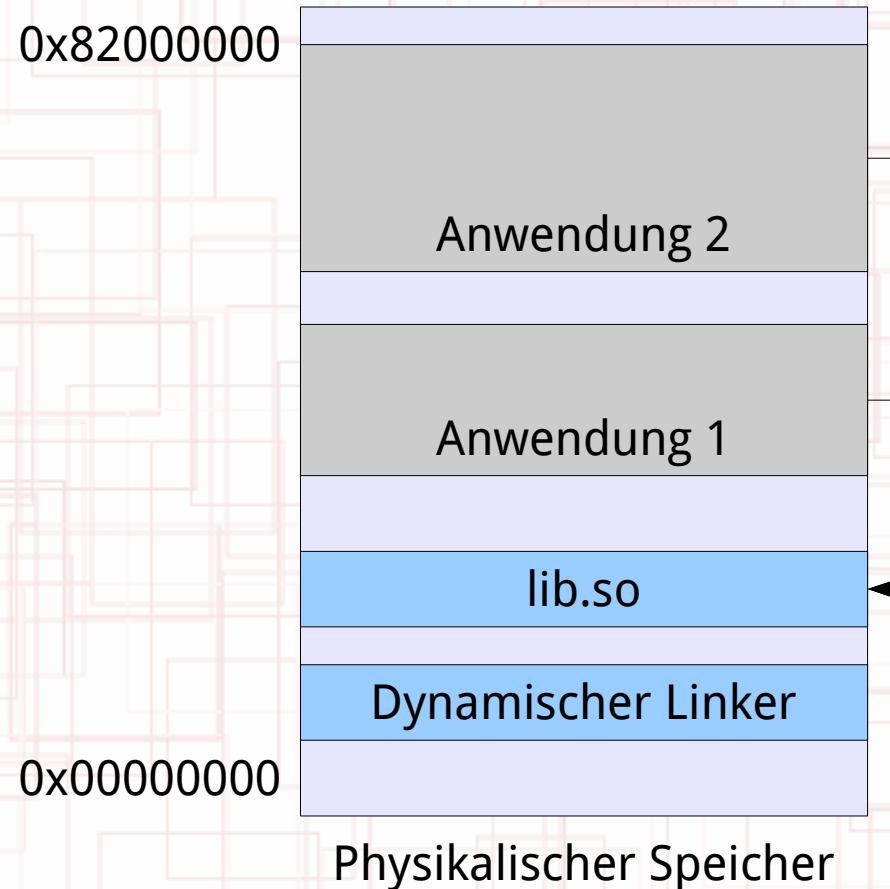 0x82000000
Anwendung 2
Anwendung 1
lib.so
Dynamischer Linker
0x00000000
Physikalischer Speicher